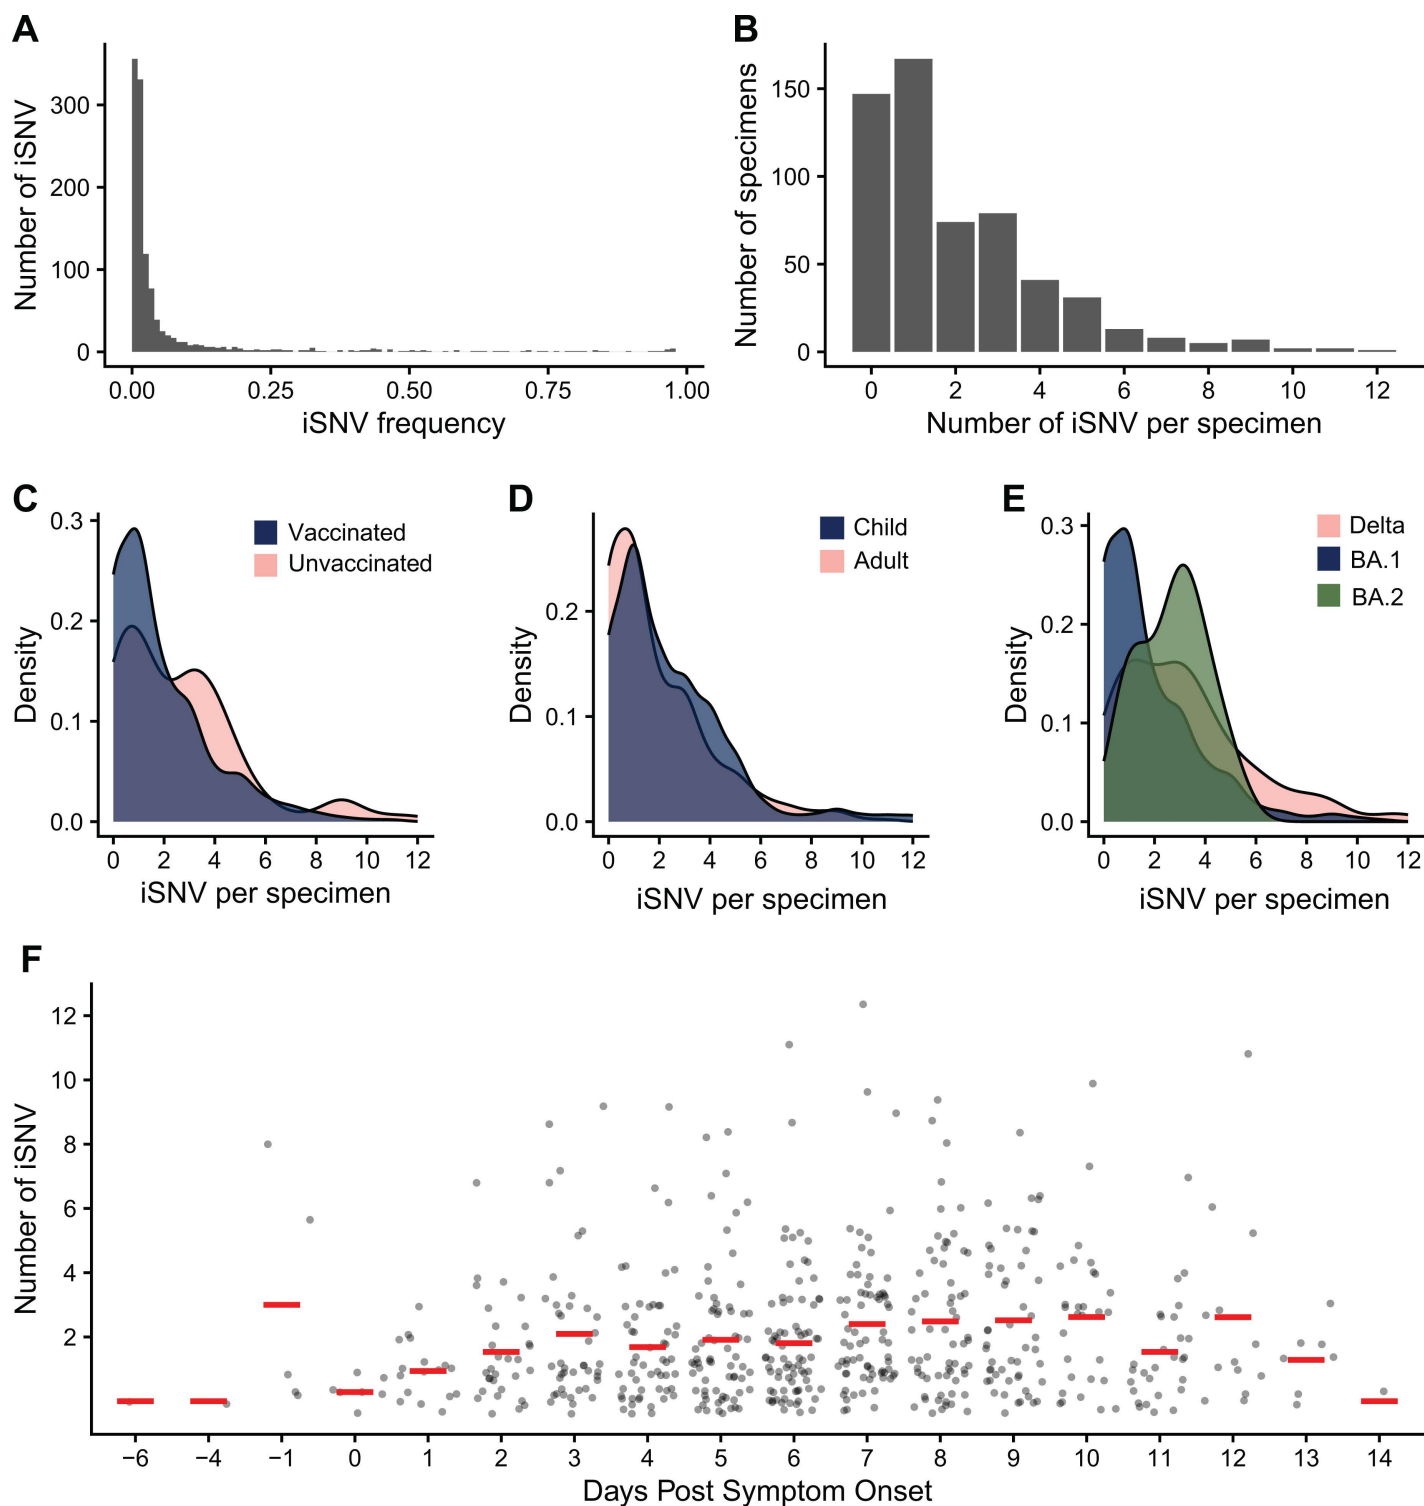 A
Number of iSNV
300
200
100
0
0.00 0.25 0.50 0.75 1.00
iSNV frequency
B
Number of specimens
150
100
50
0
0 2 4 6 8 10 12
Number of iSNV per specimen
C
Density
0.3
0.2
0.1
0.0
Vaccinated
Unvaccinated
0 2 4 6 8 10 12
iSNV per specimen
D
Density
0.2
0.1
0.0
Child
Adult
0 2 4 6 8 10 12
iSNV per specimen
E
Density
0.3
0.2
0.1
0.0
Delta
BA.1
BA.2
0 2 4 6 8 10 12
iSNV per specimen
F
Number of iSNV
12
10
8
6
4
2
−6 −4 −1 0 1 2 3 4 5 6 7 8 9 10 11 12 13 14
Days Post Symptom Onset